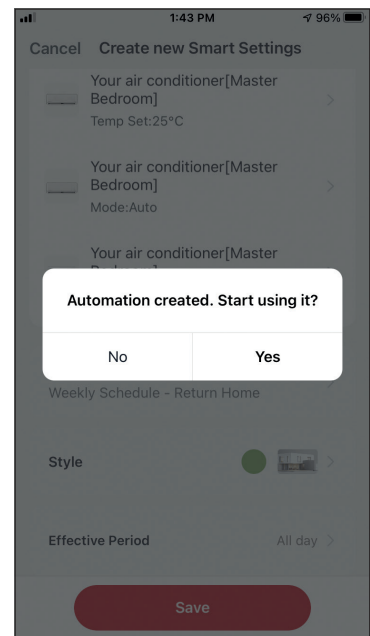 1:43 PM
96%
Cancel
Create new Smart Settings
Your air conditioner[Master
Bedroom]
Temp Set:25°C
Your air conditioner[Master
Bedroom]
Mode:Auto
Your air conditioner[Master
Automation created. Start using it?
No
Yes
Weekly Schedule - Return Home
Style
Effective Period
All day
Save